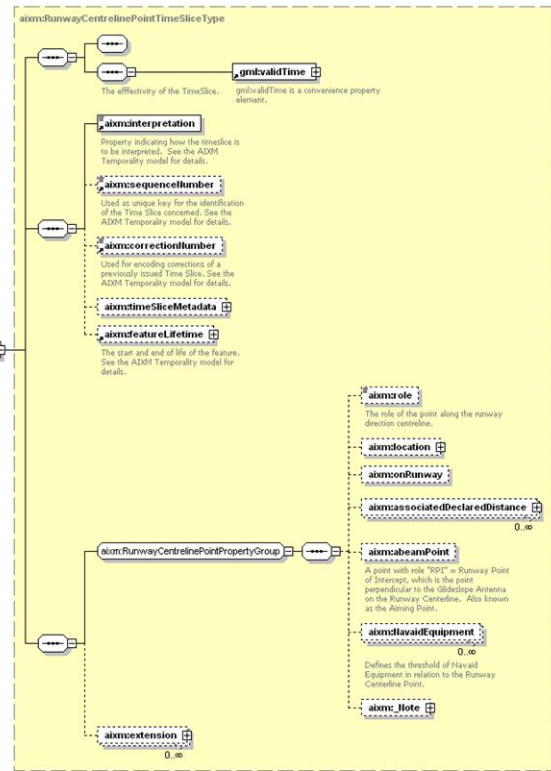 aixm:RunwayCentrelinePointTimeSliceType
The efffectivity of the TimeSlice.
gml:validTime
gml:validTime is a convenience property
element.
aixm:interpretation
Property indicating how the timeslice is
to be interpreted. See the AIXM
Temporality model for details.
aixm:sequenceNumber
Used as unique key for the identification
of the Time Slice concerned. See the
AIXM Temporality model for details.
aixm:correctionNumber
Used for encoding corrections of a
previously issued Time Slice. See the
AIXM Temporality model for details.
aixm:timeSliceMetadata
aixm:featureLifetime
The start and end of life of the feature.
See the AIXM Temporality model for
details.
aixm:RunwayCentrelinePointPropertyGroup
aixm:role
The role of the point along the runway
direction centreline.
aixm:location
aixm:onRunway
aixm:associatedDeclaredDistance
0..∞
aixm:abeamPoint
A point with role "RPI" = Runway Point
of Intercept, which is the point
perpendicular to the Glideslope Antenna
on the Runway Centerline. Also known
as the Aiming Point.
aixm:NavaidEquipment
0..∞
Defines the threshold of Navaid
Equipment in relation to the Runway
Centerline Point.
aixm:_Note
aixm:extension
0..∞